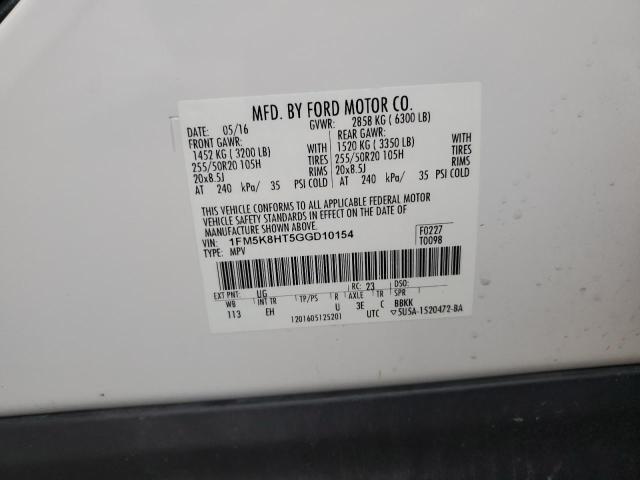 MFD. BY FORD MOTOR CO.
DATE: 05/16 GVWR: 2858 KG ( 6300 LB)
FRONT GAWR: REAR GAWR:
1452 KG ( 3200 LB) WITH 1520 KG ( 3350 LB) WITH
255/50R20 105H TIRES 255/50R20 105H TIRES
20x8.5J RIMS 20x8.5J RIMS
AT 240 kPa/ 35 PSI COLD AT 240 kPa/ 35 PSI COLD
THIS VEHICLE CONFORMS TO ALL APPLICABLE FEDERAL MOTOR
VEHICLE SAFETY STANDARDS IN EFFECT ON THE DATE OF
MANUFACTURE SHOWN ABOVE.
VIN: 1FM5K8HT5GGD10154 F0227
TYPE: MPV T0098
EXT PNT: UG RC: 23 DSO:
WB INT TR TP/PS R AXLE TR SPR
113 EH U 3E C BBKK
1201605125201 UTC ▽5U5A-1520472-BA